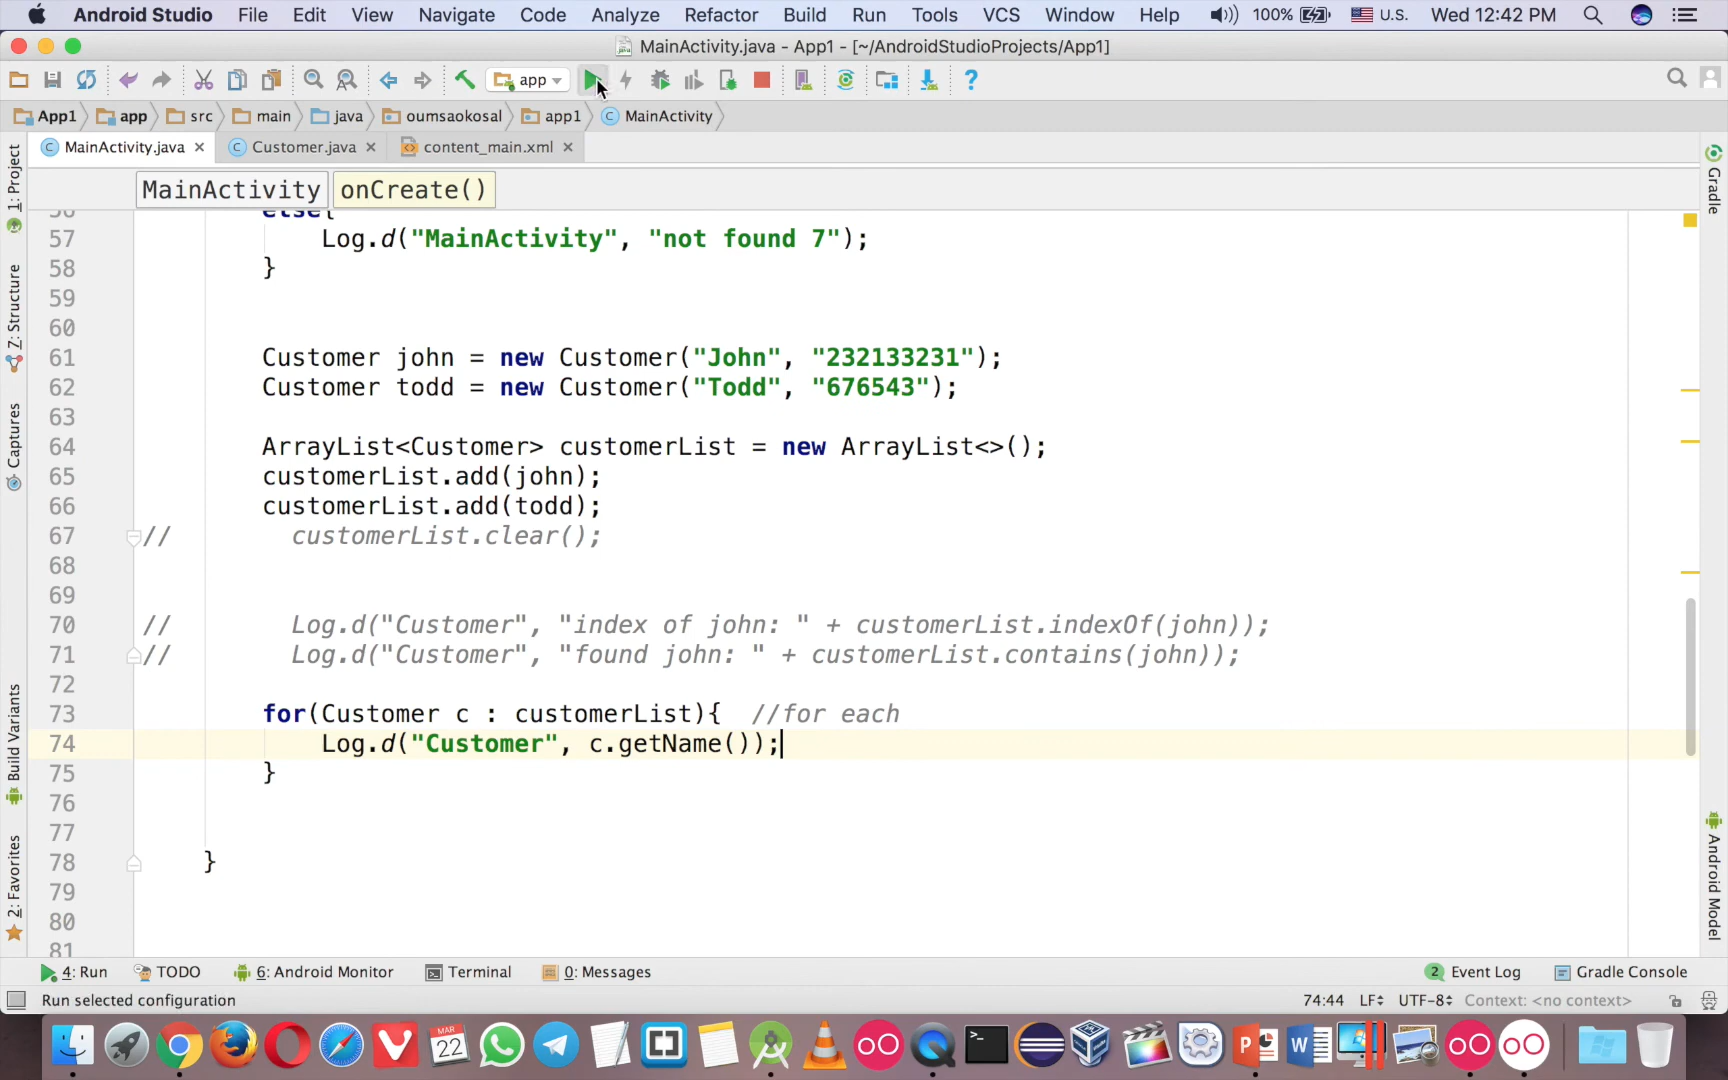 Android Studio File Edit View Navigate Code Analyze Refactor Build Run Tools VCS Window Help 100% U.S. Wed 12:42 PM
MainActivity.java - App1 - [~/AndroidStudioProjects/App1]
app
App1 app src main java oumsaokosal app1 MainActivity
MainActivity.java Customer.java content_main.xml
MainActivity onCreate()
1: Project
Z: Structure
Captures
Build Variants
2: Favorites
Gradle
Android Model
56 else{
57 Log.d("MainActivity", "not found 7");
58 }
59
60
61 Customer john = new Customer("John", "232133231");
62 Customer todd = new Customer("Todd", "676543");
63
64 ArrayList<Customer> customerList = new ArrayList<>();
65 customerList.add(john);
66 customerList.add(todd);
67 // customerList.clear();
68
69
70 // Log.d("Customer", "index of john: " + customerList.indexOf(john));
71 // Log.d("Customer", "found john: " + customerList.contains(john));
72
73 for(Customer c : customerList){ //for each
74 Log.d("Customer", c.getName());
75 }
76
77
78 }
79
80
81
4: Run TODO 6: Android Monitor Terminal 0: Messages 2 Event Log Gradle Console
Run selected configuration 74:44 LF UTF-8 Context: <no context>
MAR
22